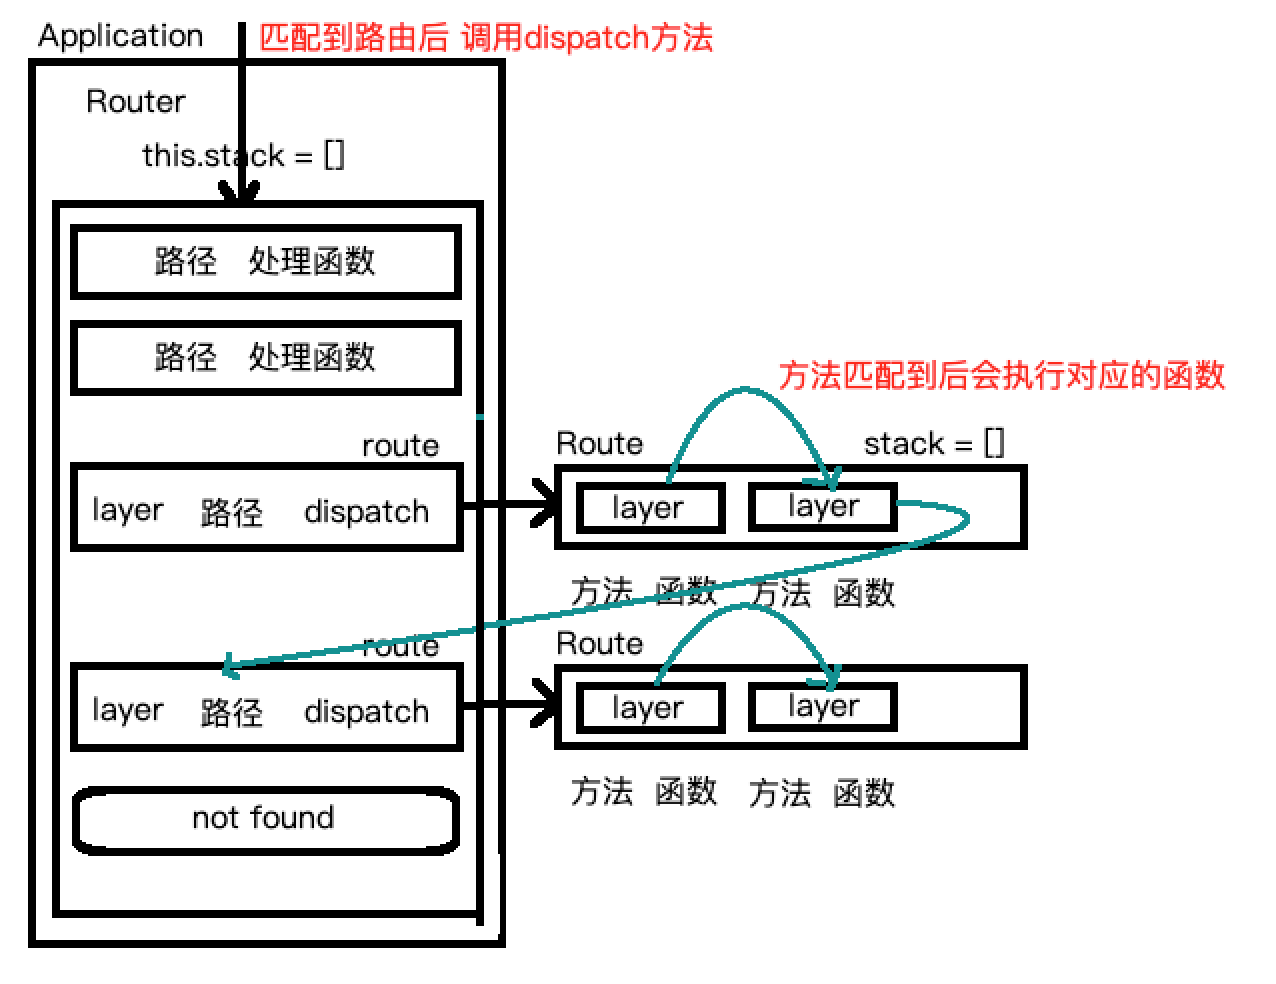 Application
匹配到路由后 调用dispatch方法
Router
this.stack = []
路径 处理函数
路径 处理函数
方法匹配到后会执行对应的函数
route
Route
stack = []
layer 路径 dispatch
layer
layer
方法 函数
方法 函数
route
Route
layer 路径 dispatch
layer
layer
方法 函数
方法 函数
not found